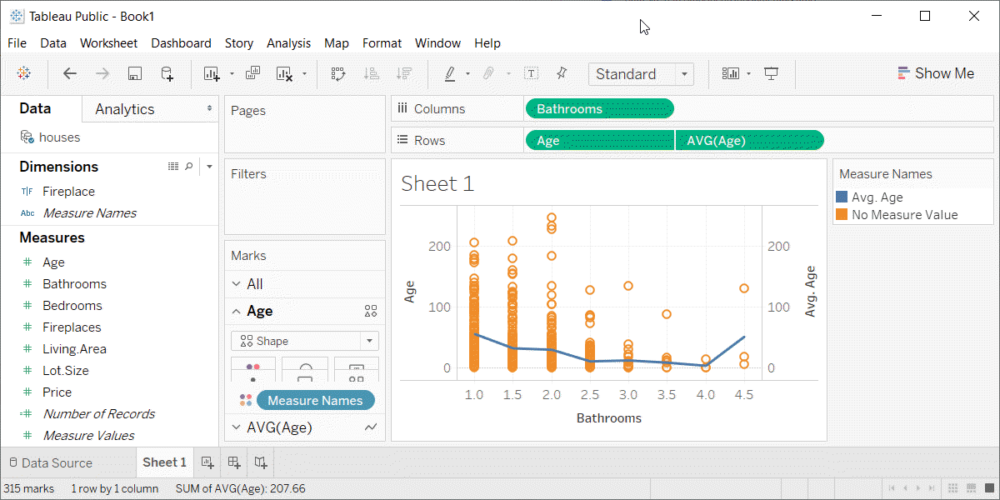 Tableau Public - Book1
File Data Worksheet Dashboard Story Analysis Map Format Window Help
Standard
Show Me
Data
Analytics
houses
Dimensions
T|F Fireplace
Abc Measure Names
Measures
# Age
# Bathrooms
# Bedrooms
# Fireplaces
# Living.Area
# Lot.Size
# Price
=# Number of Records
# Measure Values
Pages
Filters
Marks
All
Age
Shape
Measure Names
AVG(Age)
Columns
Bathrooms
Rows
Age AVG(Age)
Sheet 1
Age
200
100
0
200
100
0
Avg. Age
1.0 1.5 2.0 2.5 3.0 3.5 4.0 4.5
Bathrooms
Measure Names
Avg. Age
No Measure Value
Data Source
Sheet 1
315 marks 1 row by 1 column SUM of AVG(Age): 207.66